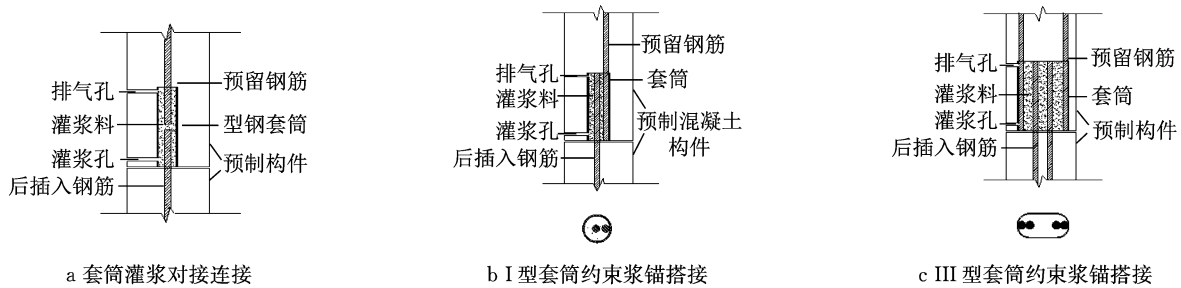 预留钢筋
排气孔
灌浆料
型钢套筒
灌浆孔
预制构件
后插入钢筋
a 套筒灌浆对接连接
预留钢筋
排气孔
套筒
灌浆料
灌浆孔
预制混凝土
构件
后插入钢筋
b I 型套筒约束浆锚搭接
预留钢筋
排气孔
灌浆料
套筒
灌浆孔
预制构件
后插入钢筋
c III 型套筒约束浆锚搭接